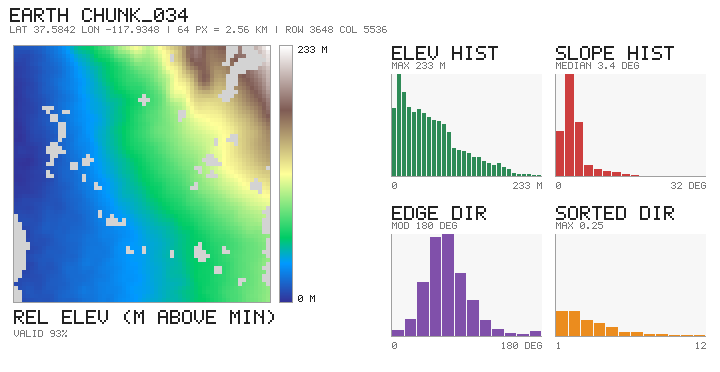 EARTH CHUNK_034
LAT 37.5842 LON -117.9348 | 64 PX = 2.56 KM | ROW 3648 COL 5536
233 M
0 M
REL ELEV (M ABOVE MIN)
VALID 93%
ELEV HIST
MAX 233 M
0 233 M
SLOPE HIST
MEDIAN 3.4 DEG
0 32 DEG
EDGE DIR
MOD 180 DEG
0 180 DEG
SORTED DIR
MAX 0.25
1 12